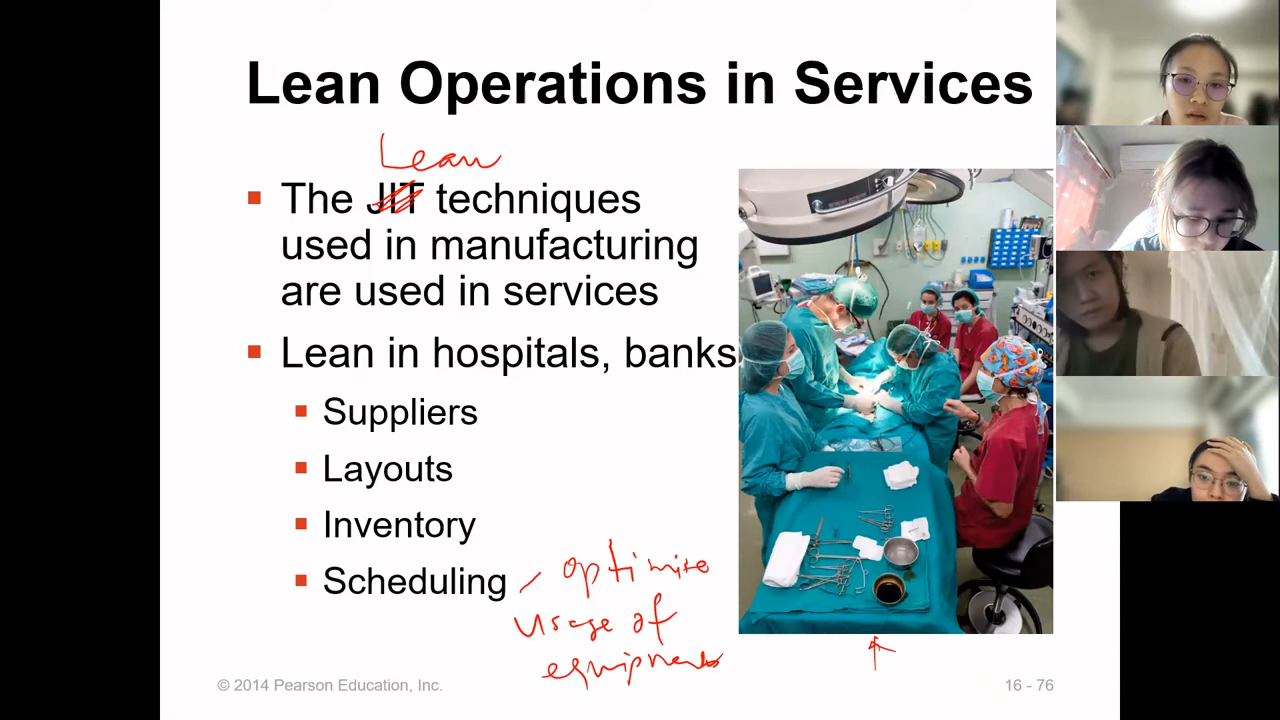 Lean Operations in Services
Lean
The JIT techniques
used in manufacturing
are used in services
Lean in hospitals, banks
Suppliers
Layouts
Inventory
Scheduling - optimise
usage of
equipments
© 2014 Pearson Education, Inc.
16 - 76